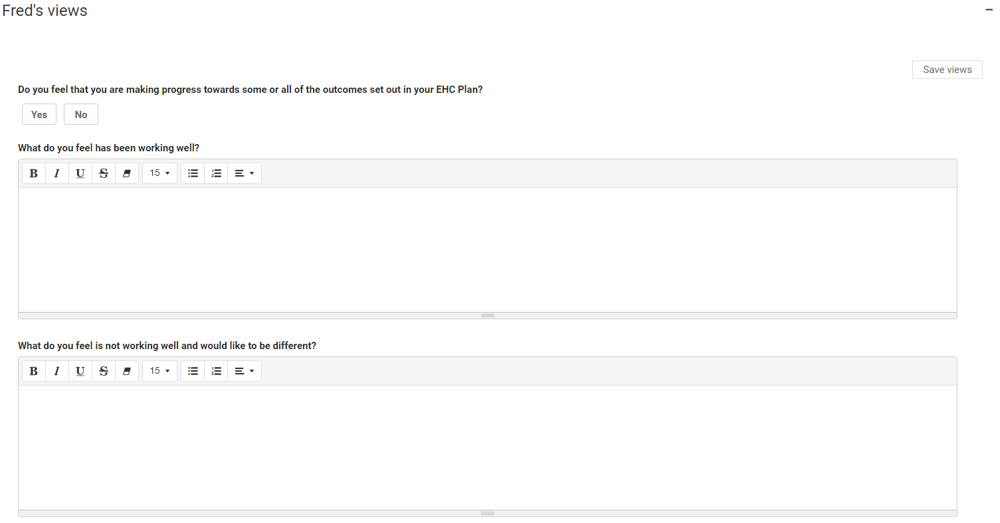 Fred's views
Save views
Do you feel that you are making progress towards some or all of the outcomes set out in your EHC Plan?
Yes No
What do you feel has been working well?
B I U S 15
What do you feel is not working well and would like to be different?
B I U S 15